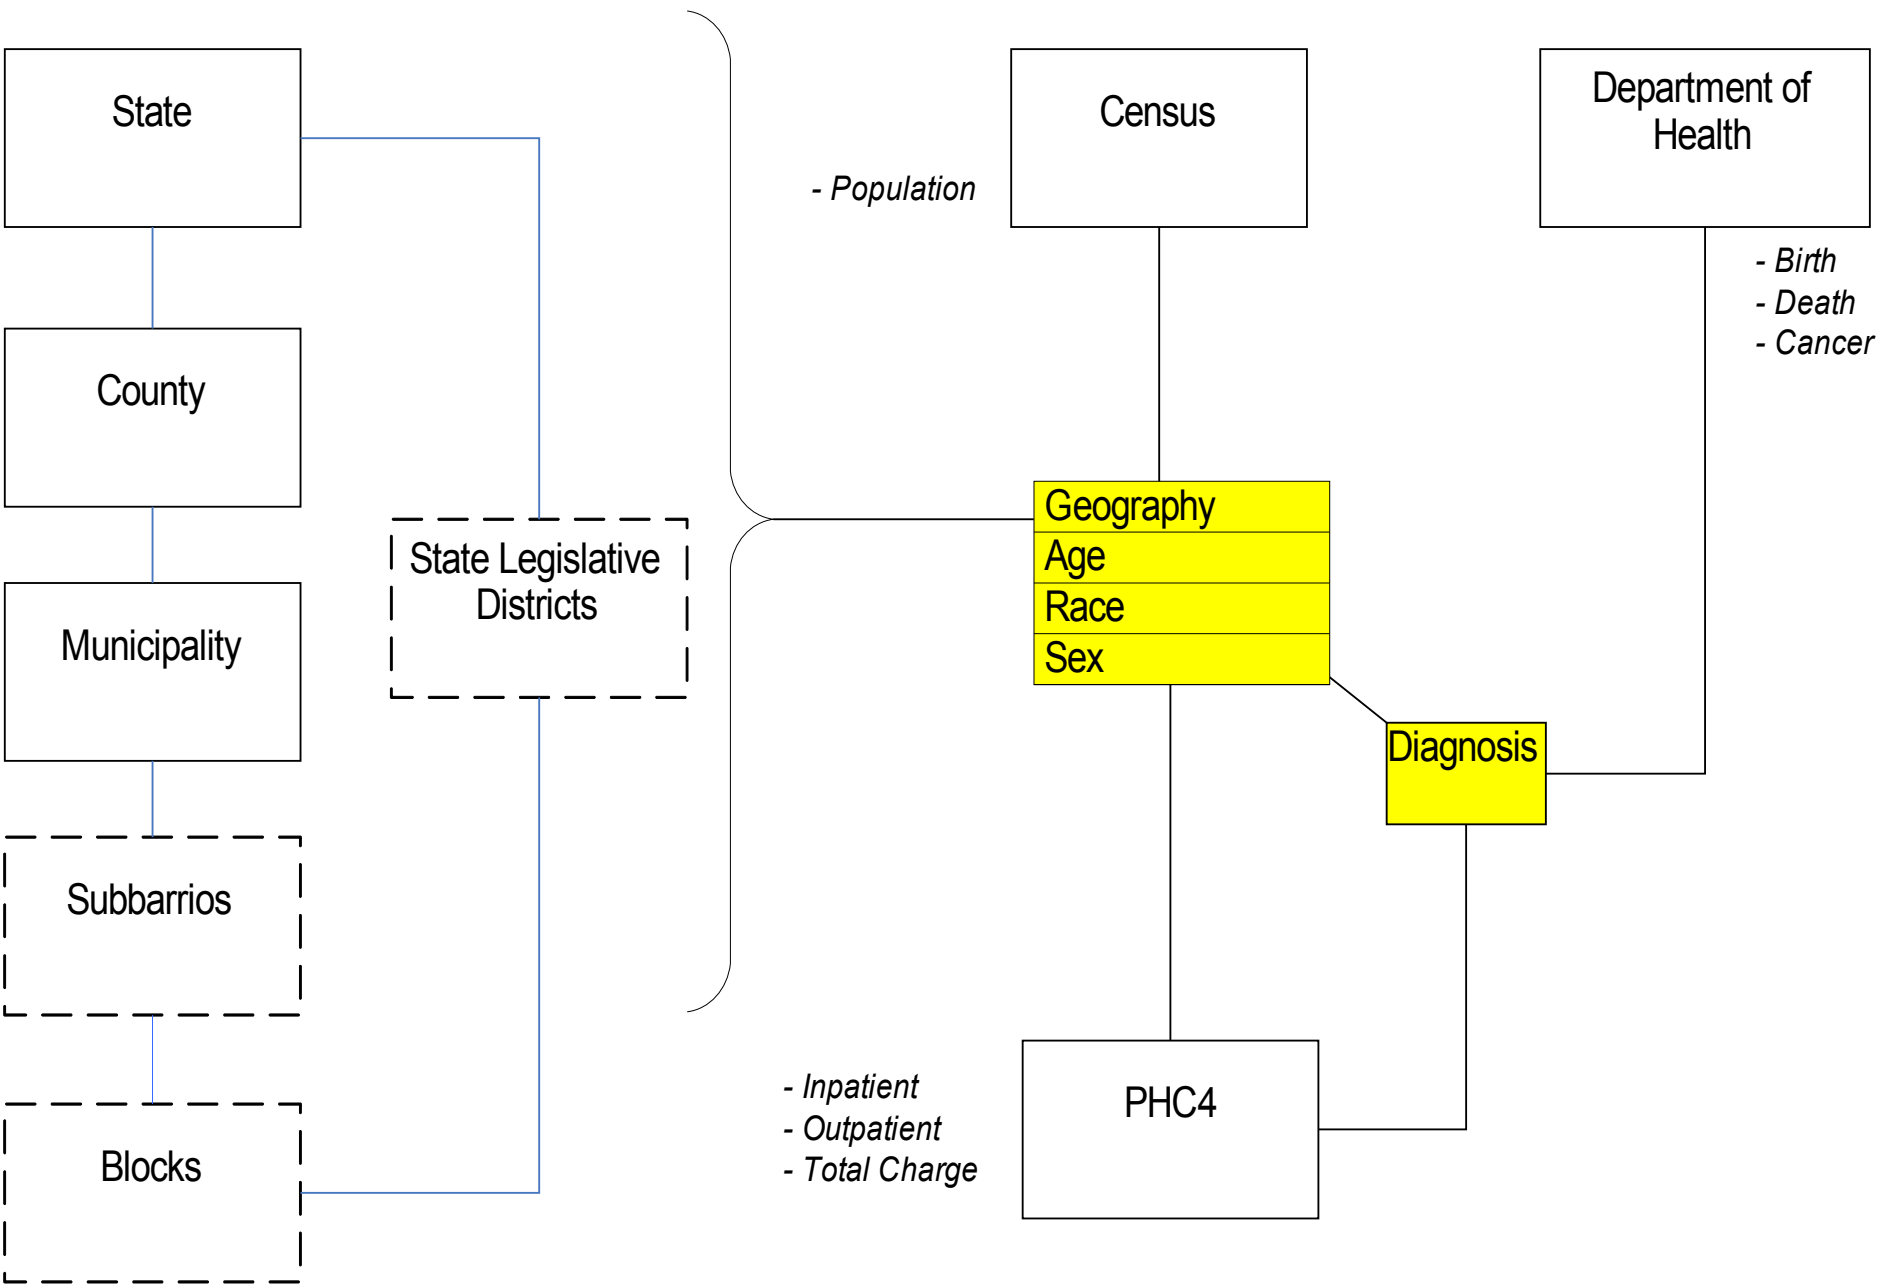 State
County
Municipality
Subbarrios
Blocks
State Legislative
Districts
Census
- Population
Department of
Health
- Birth
- Death
- Cancer
Geography
Age
Race
Sex
Diagnosis
PHC4
- Inpatient
- Outpatient
- Total Charge